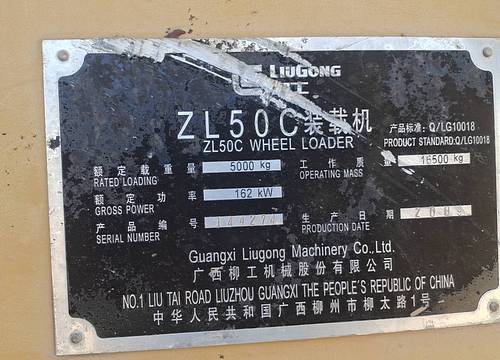 LIUGONG
ZL50C装载机
ZL50C WHEEL LOADER
产品标准: Q/LG10018
PRODUCT STANDARD:Q/LG10018
额定载重量 5000 kg
RATED LOADING
工作质量 16500 kg
OPERATING MASS
额定功率 162 kW
GROSS POWER
产品编号
SERIAL NUMBER
生产日期
PRODUCTION DATE
Guangxi Liugong Machinery Co.,Ltd.
广西柳工机械股份有限公司
NO.1 LIU TAI ROAD LIUZHOU GUANGXI THE PEOPLE'S REPUBLIC OF CHINA
中华人民共和国广西柳州市柳太路1号